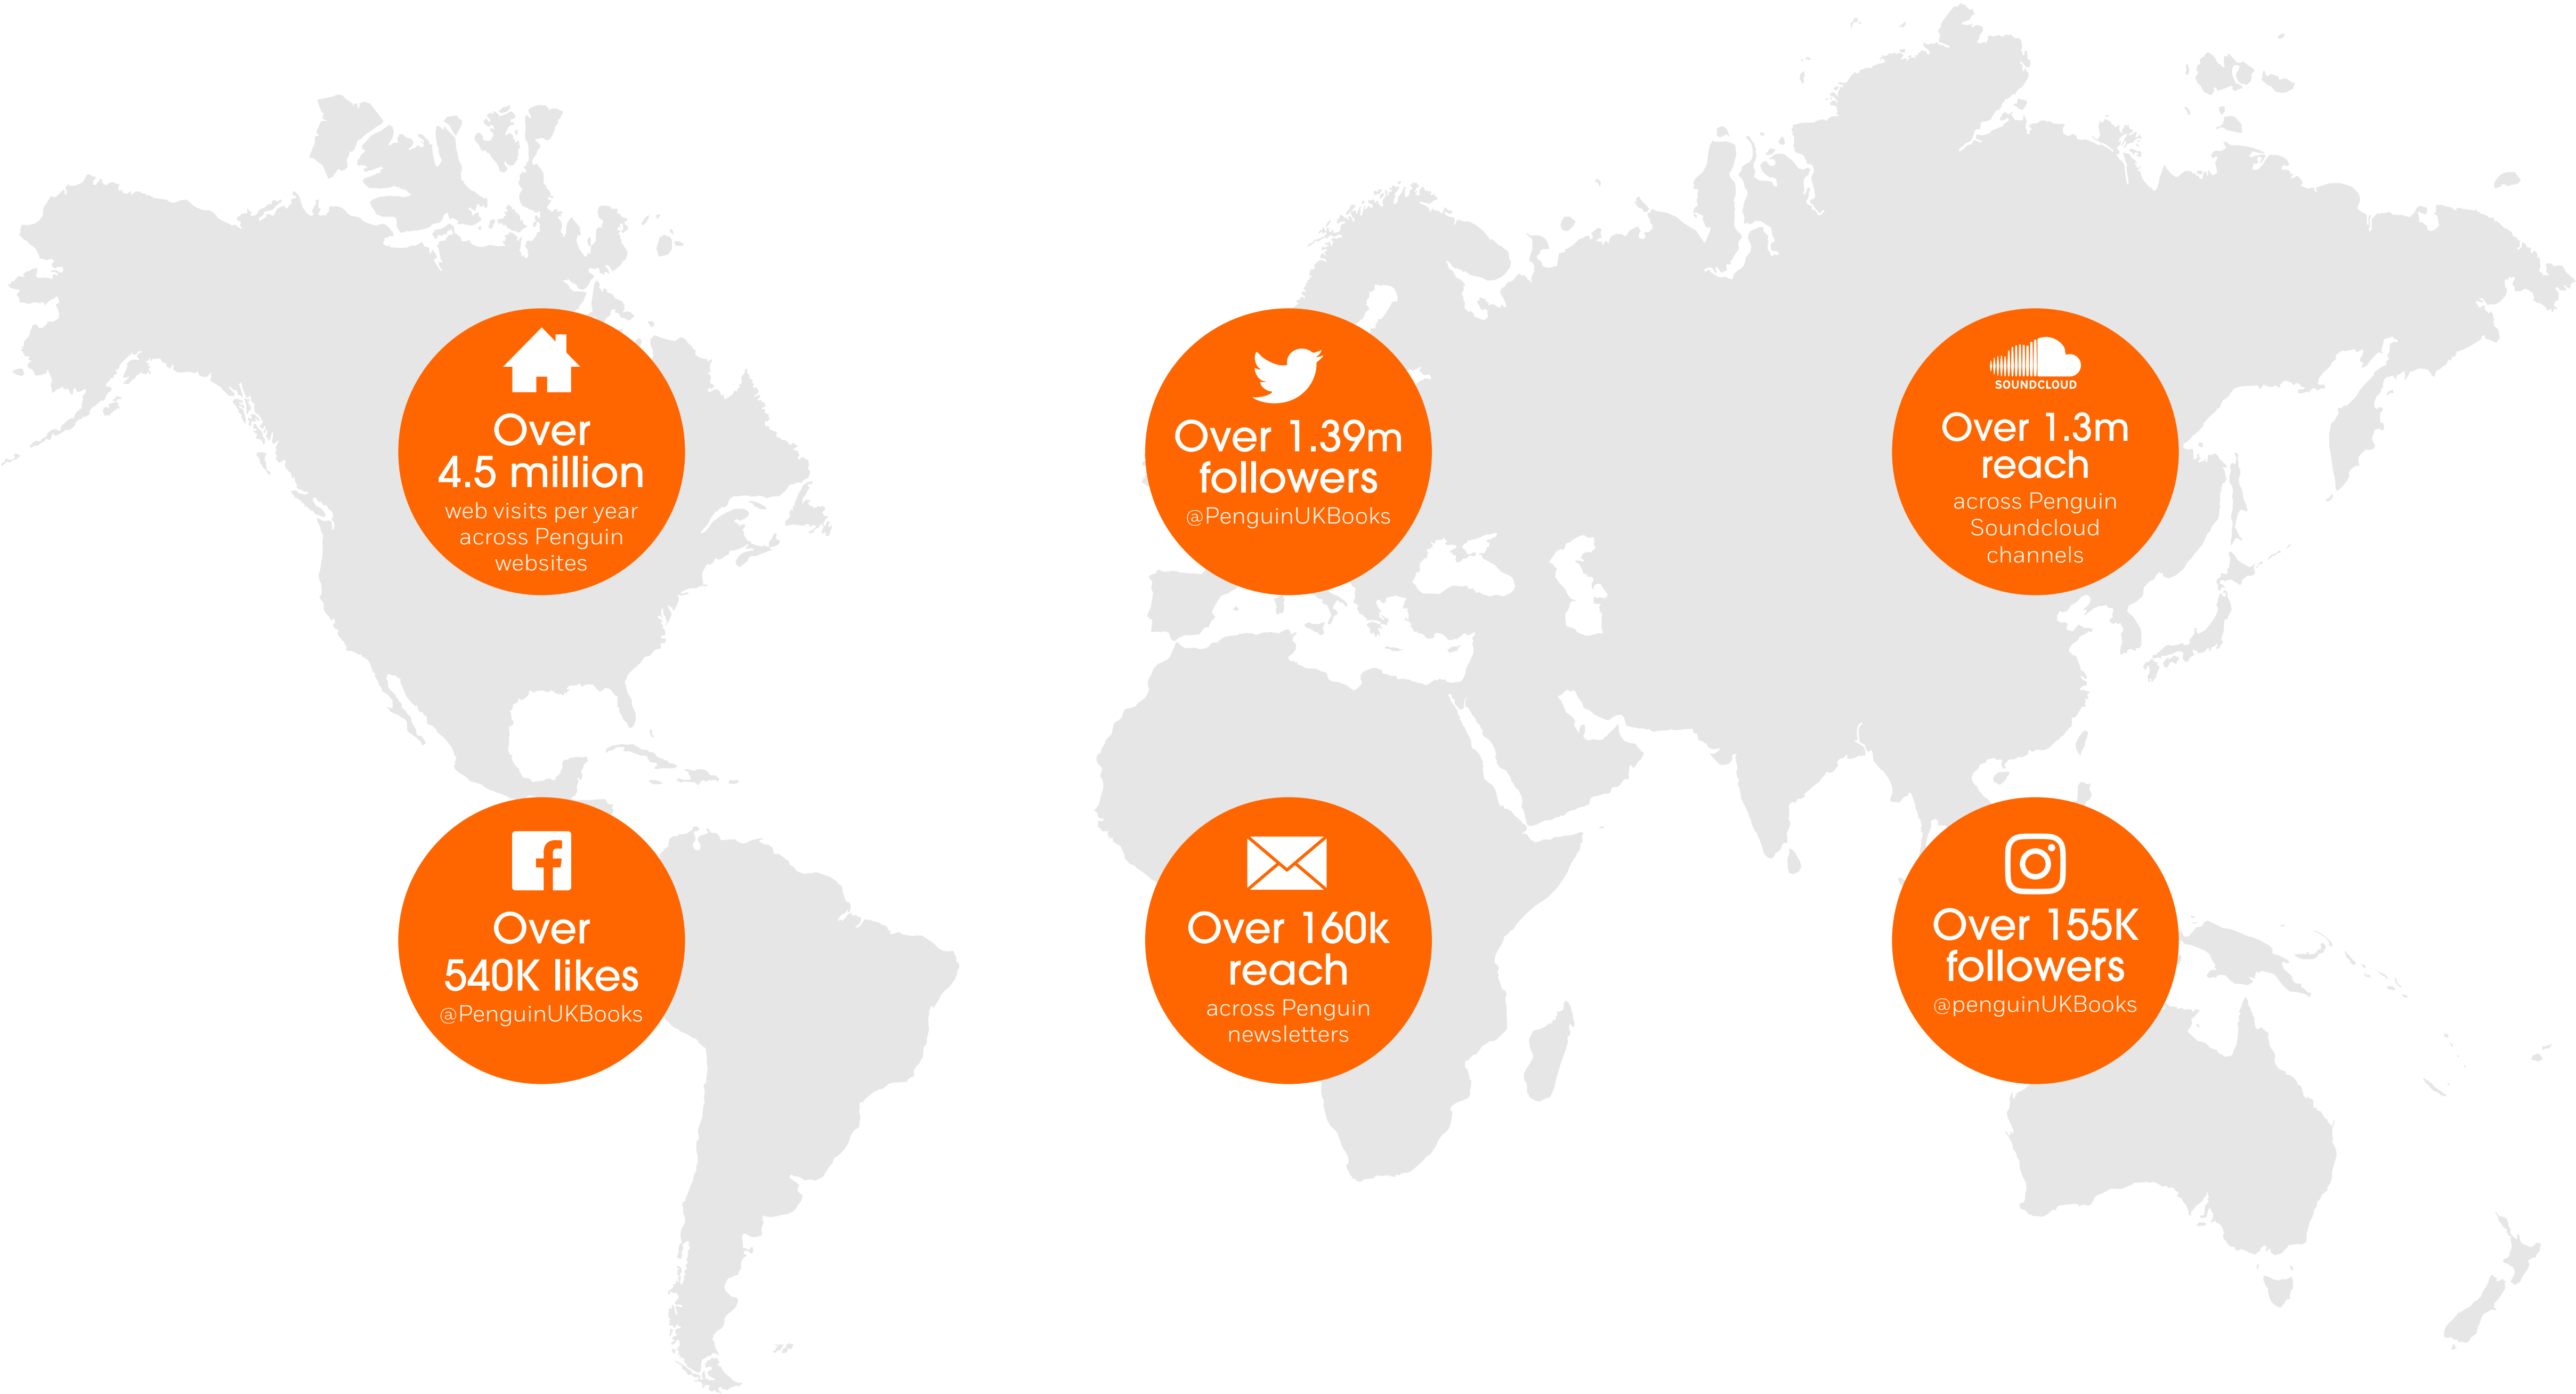 Over
4.5 million
web visits per year
across Penguin
websites
Over 1.39m
followers
@PenguinUKBooks
SOUNDCLOUD
Over 1.3m
reach
across Penguin
Soundcloud
channels
f
Over
540K likes
@PenguinUKBooks
Over 160k
reach
across Penguin
newsletters
Over 155K
followers
@penguinUKBooks